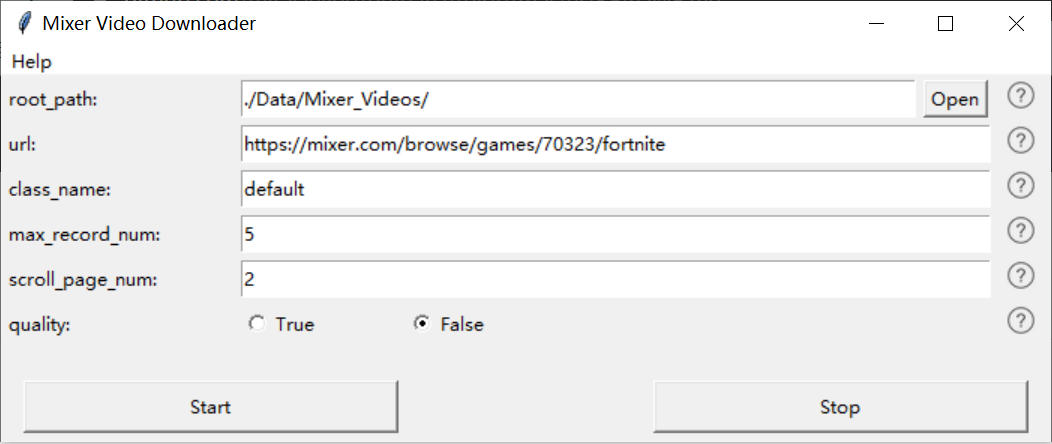 Mixer Video Downloader
Help
root_path: ./Data/Mixer_Videos/ Open ?
url: https://mixer.com/browse/games/70323/fortnite ?
class_name: default ?
max_record_num: 5 ?
scroll_page_num: 2 ?
quality: True False ?
Start Stop